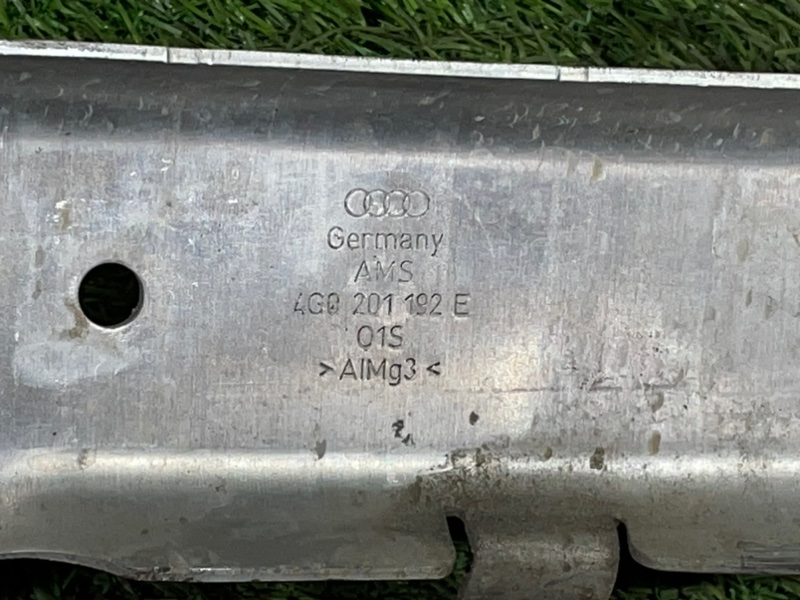 Germany
AMS
4G0 201 192 E
01S
>AlMg3<